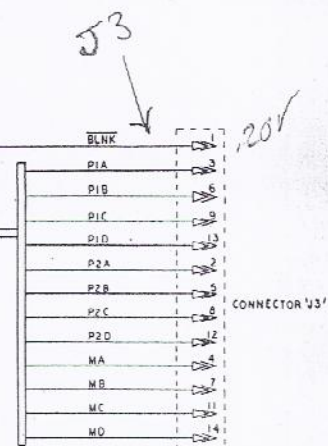 J3
BLNK 1 .20V
P1A 3
P1B 6
P1C 9
P1D 13
P2A 2
P2B 5
P2C 8
P2D 12
MA 4
MB 7
MC 11
MD 14
CONNECTOR 'J3'